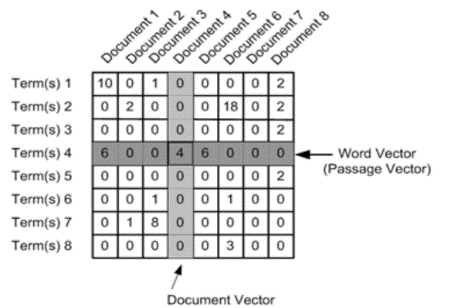 Document 1
Document 2
Document 3
Document 4
Document 5
Document 6
Document 7
Document 8
Term(s) 1 10 0 1 0 0 0 0 2
Term(s) 2 0 2 0 0 0 18 0 2
Term(s) 3 0 0 0 0 0 0 0 2
Term(s) 4 6 0 0 4 6 0 0 0
Word Vector
(Passage Vector)
Term(s) 5 0 0 0 0 0 0 0 2
Term(s) 6 0 0 1 0 0 1 0 0
Term(s) 7 0 1 8 0 0 0 0 0
Term(s) 8 0 0 0 0 0 3 0 0
Document Vector